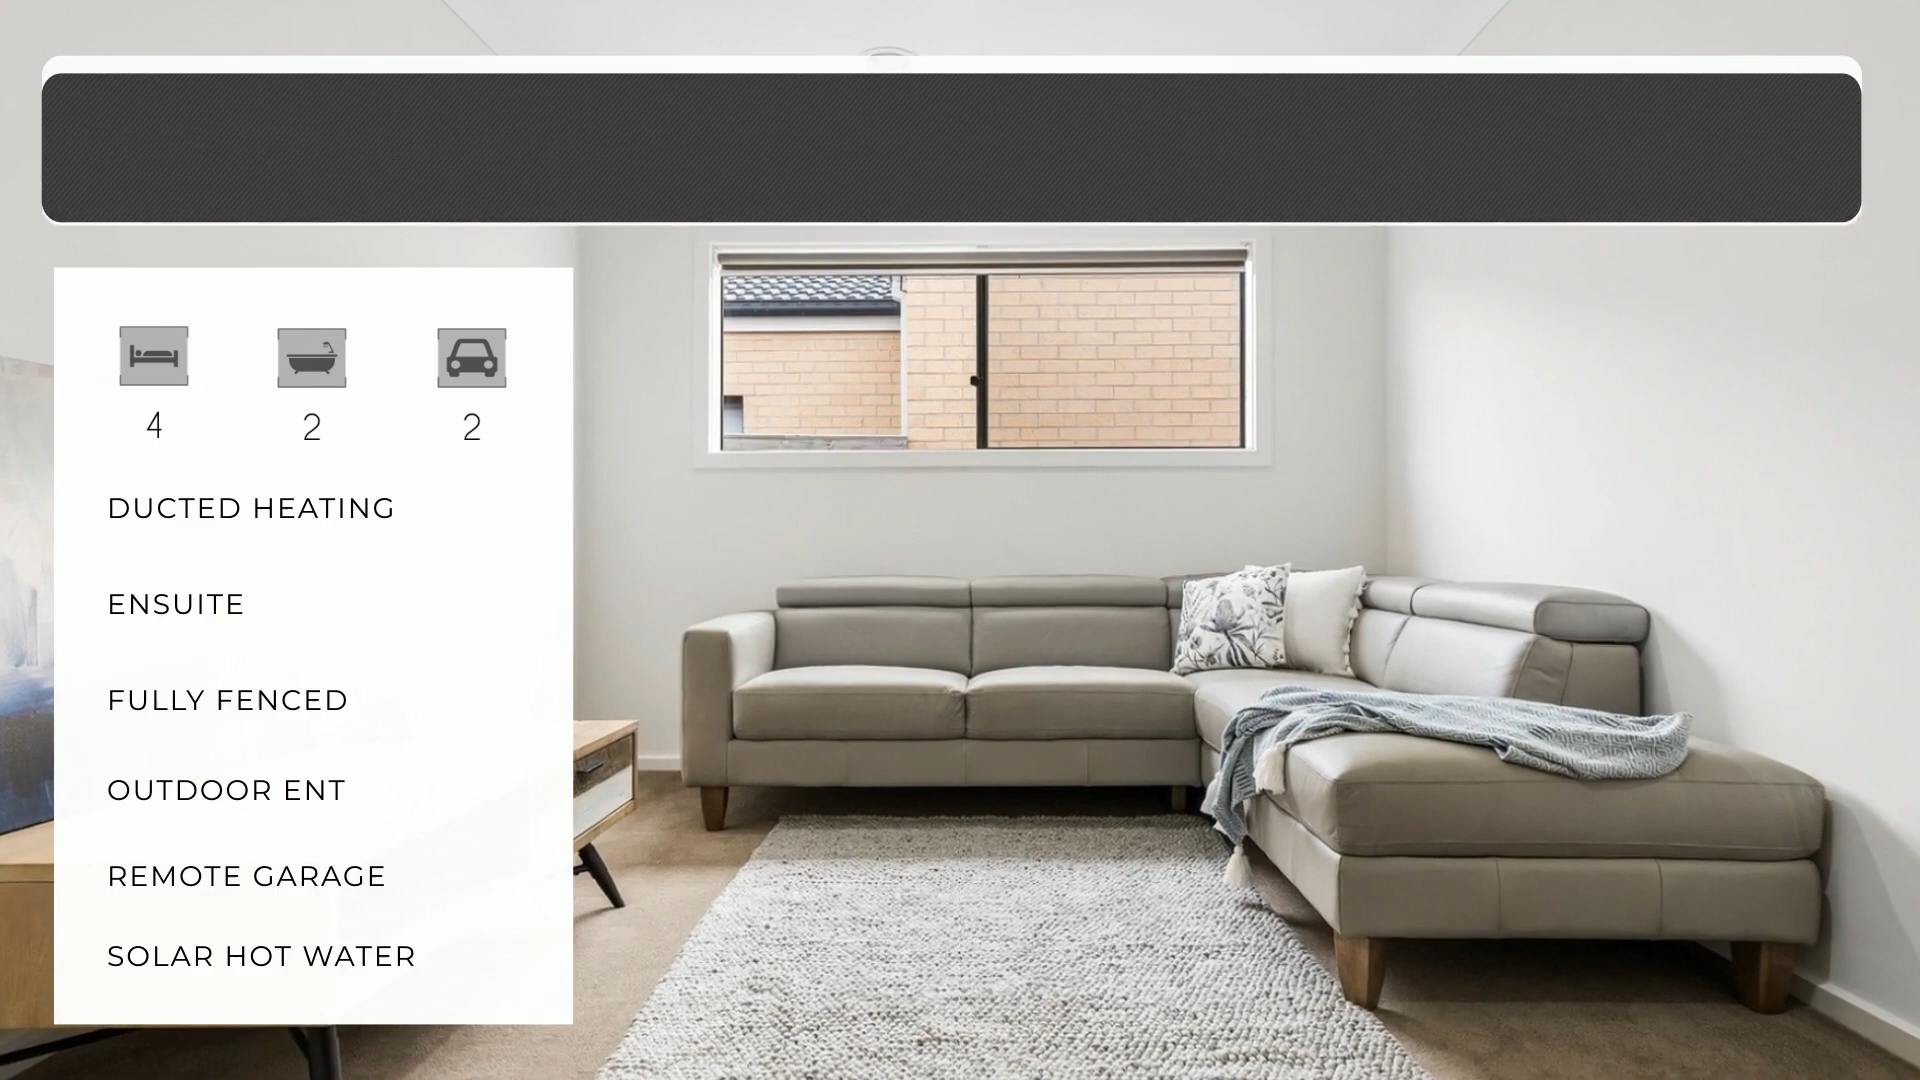 4 2 2
DUCTED HEATING
ENSUITE
FULLY FENCED
OUTDOOR ENT
REMOTE GARAGE
SOLAR HOT WATER